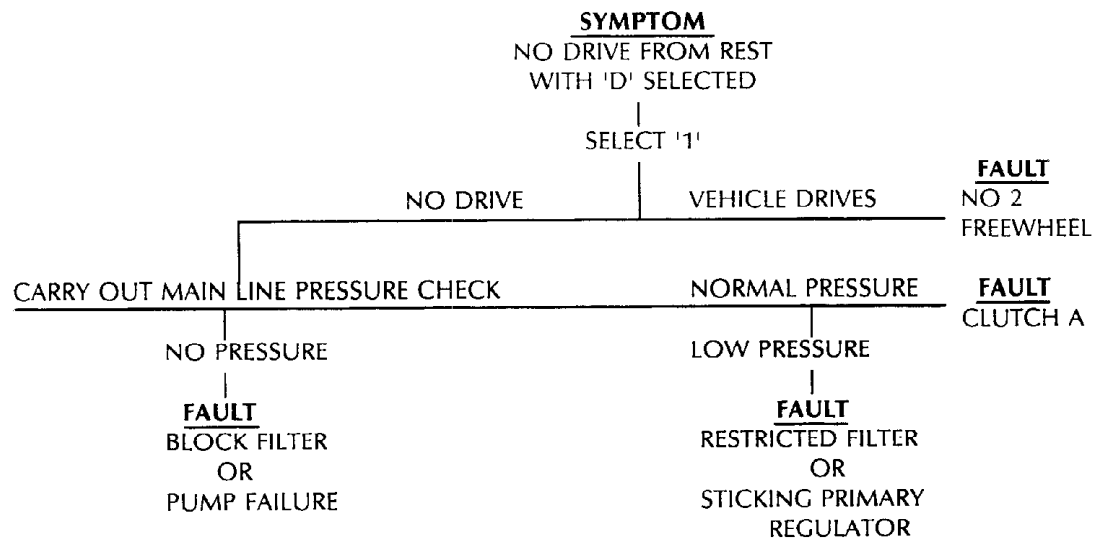 SYMPTOM
NO DRIVE FROM REST
WITH 'D' SELECTED
SELECT '1'
NO DRIVE
VEHICLE DRIVES
FAULT
NO 2
FREEWHEEL
CARRY OUT MAIN LINE PRESSURE CHECK
NORMAL PRESSURE
FAULT
CLUTCH A
NO PRESSURE
LOW PRESSURE
FAULT
BLOCK FILTER
OR
PUMP FAILURE
FAULT
RESTRICTED FILTER
OR
STICKING PRIMARY
REGULATOR